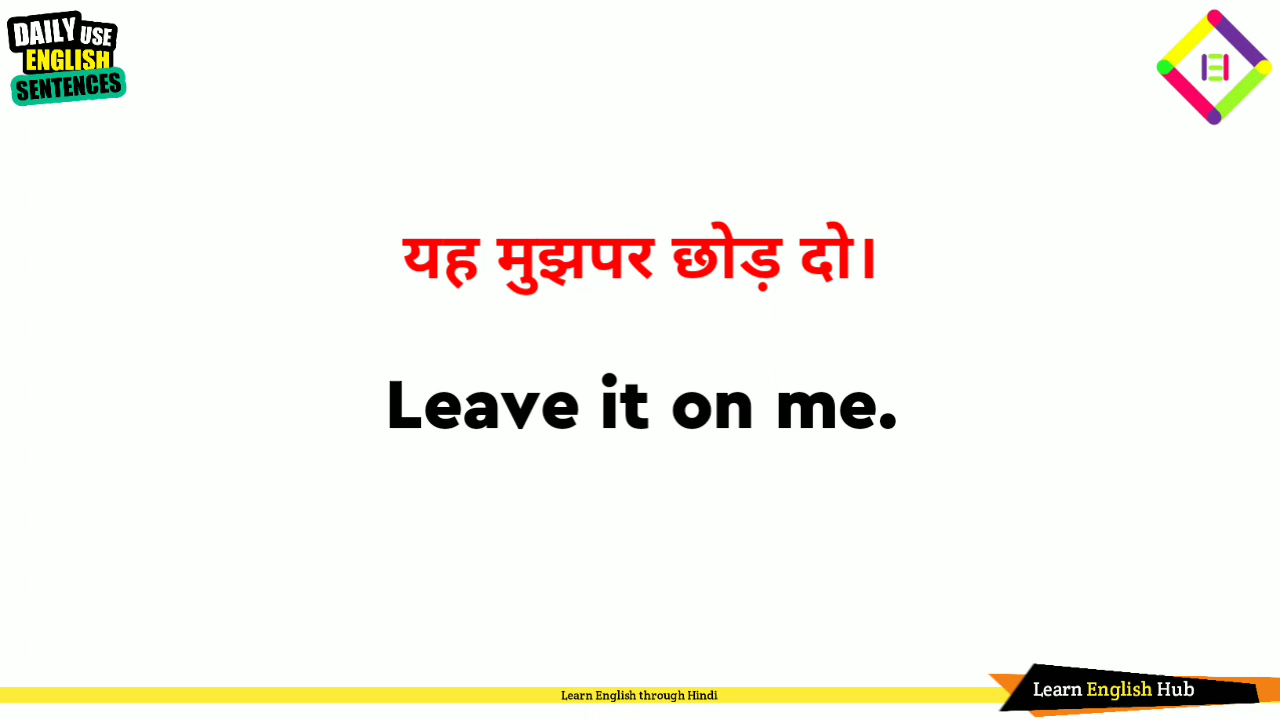 DAILY USE
ENGLISH
SENTENCES
यह मुझपर छोड़ दो।
Leave it on me.
Learn English through Hindi
Learn English Hub